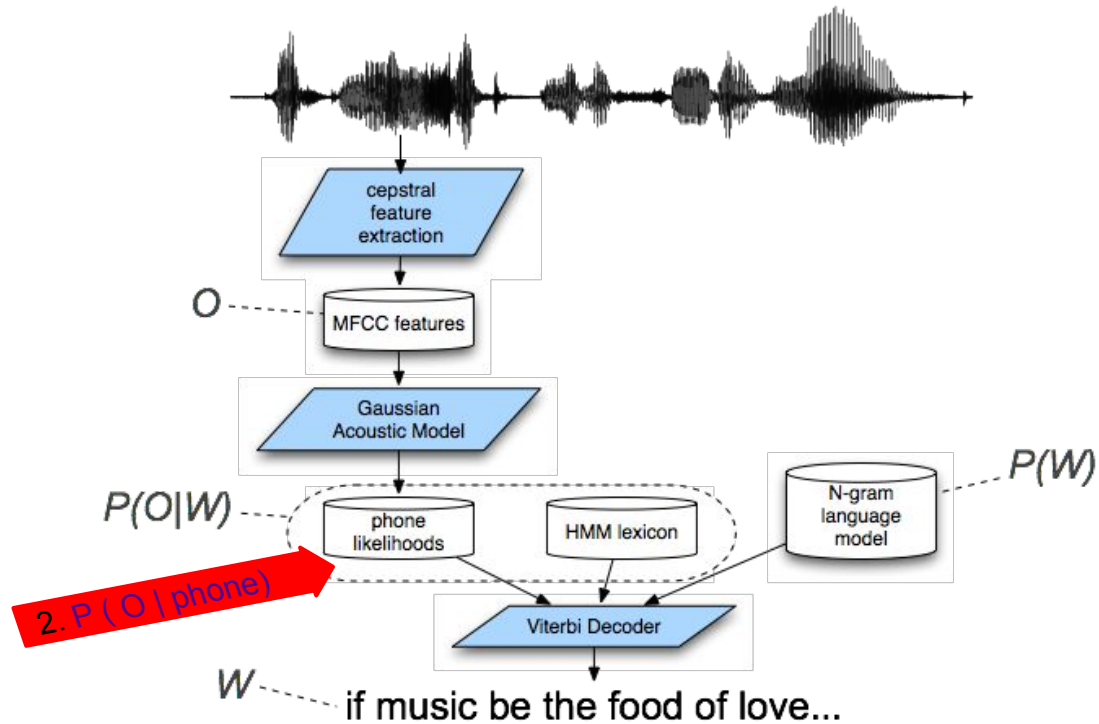 cepstral
feature
extraction
O
MFCC features
Gaussian
Acoustic Model
P(O|W)
phone
likelihoods
HMM lexicon
N-gram
language
model
P(W)
2. P ( O | phone)
Viterbi Decoder
W
if music be the food of love...